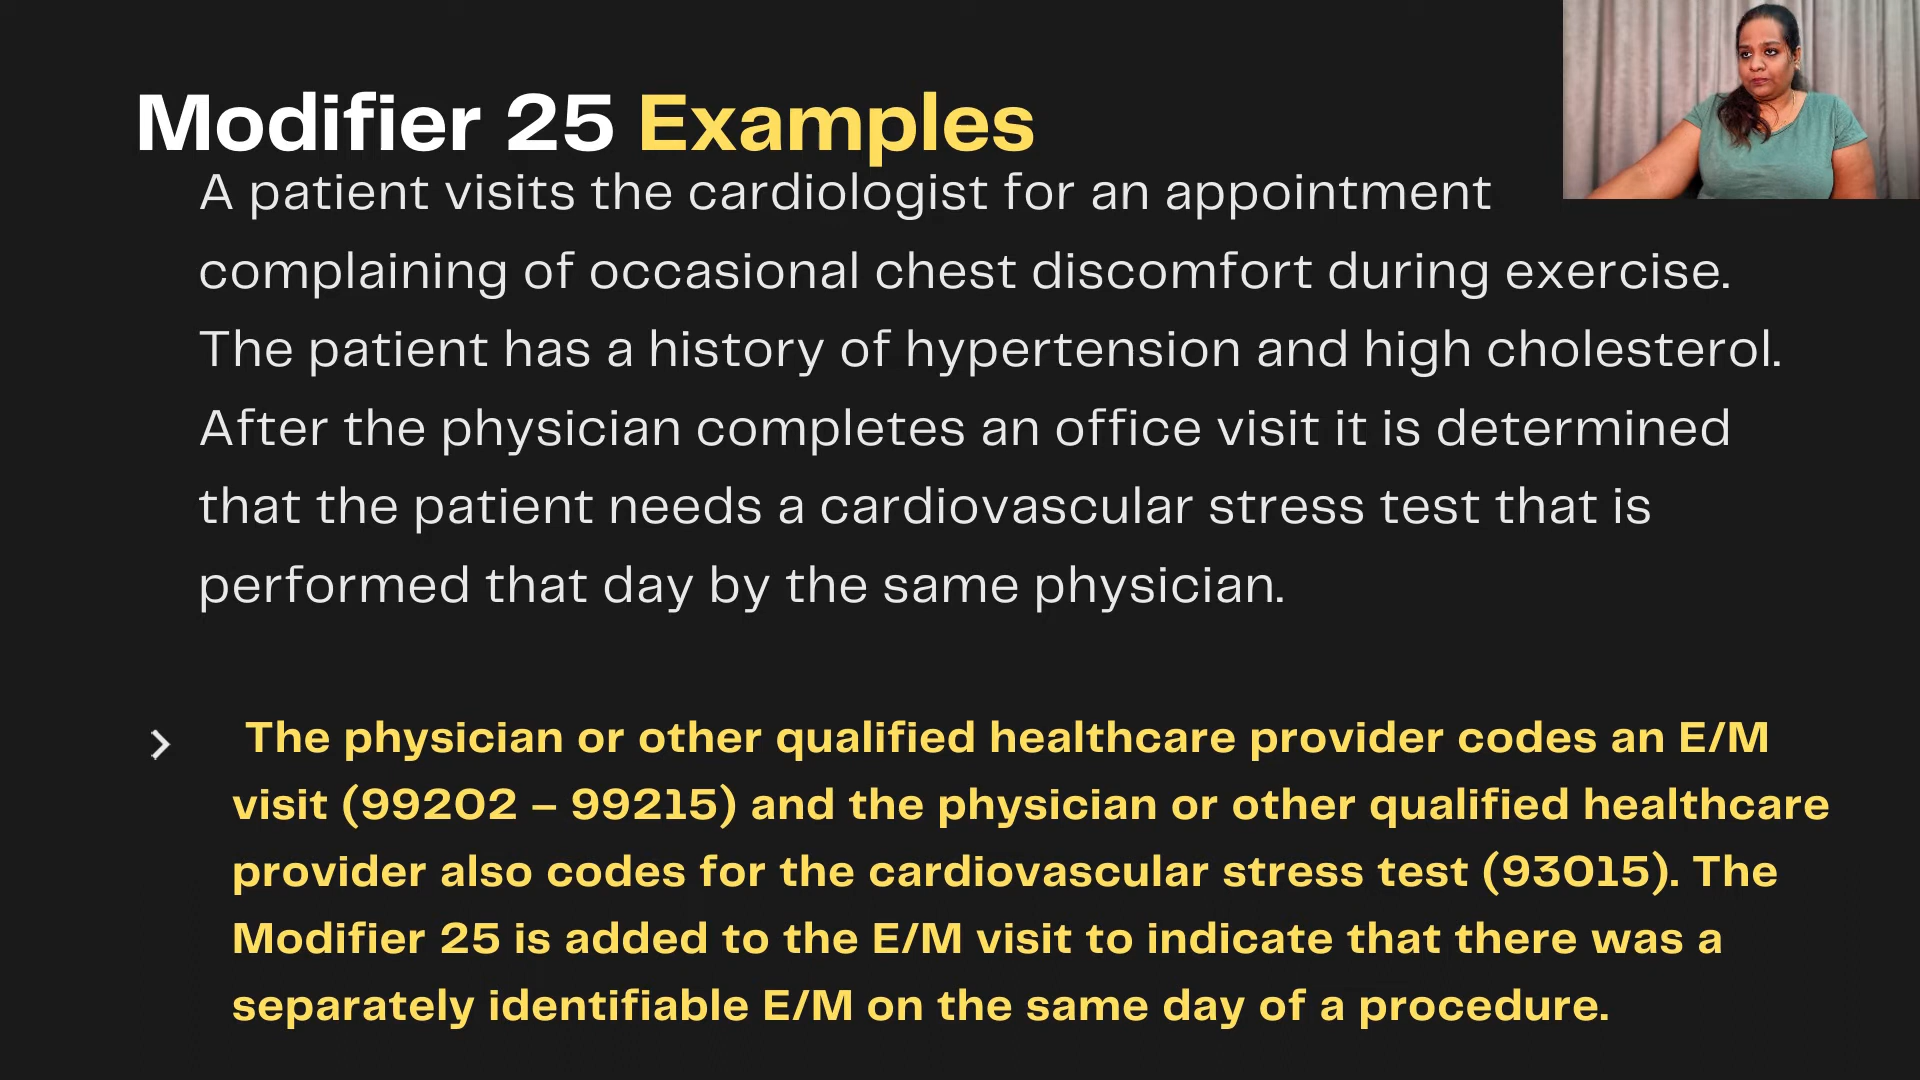 Modifier 25 Examples
A patient visits the cardiologist for an appointment
complaining of occasional chest discomfort during exercise.
The patient has a history of hypertension and high cholesterol.
After the physician completes an office visit it is determined
that the patient needs a cardiovascular stress test that is
performed that day by the same physician.
The physician or other qualified healthcare provider codes an E/M
visit (99202 – 99215) and the physician or other qualified healthcare
provider also codes for the cardiovascular stress test (93015). The
Modifier 25 is added to the E/M visit to indicate that there was a
separately identifiable E/M on the same day of a procedure.